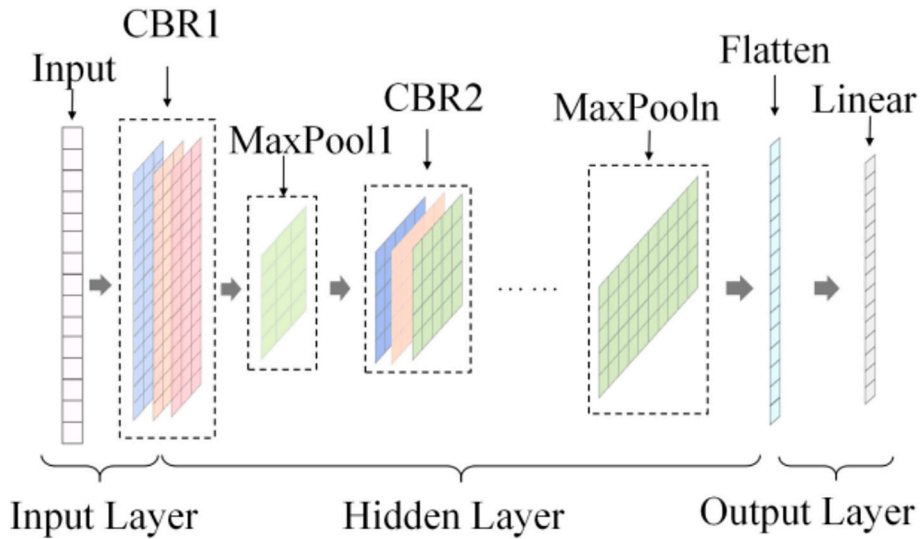 CBR1
Input
MaxPool1
CBR2
MaxPooln
Flatten
Linear
... ...
Input Layer
Hidden Layer
Output Layer